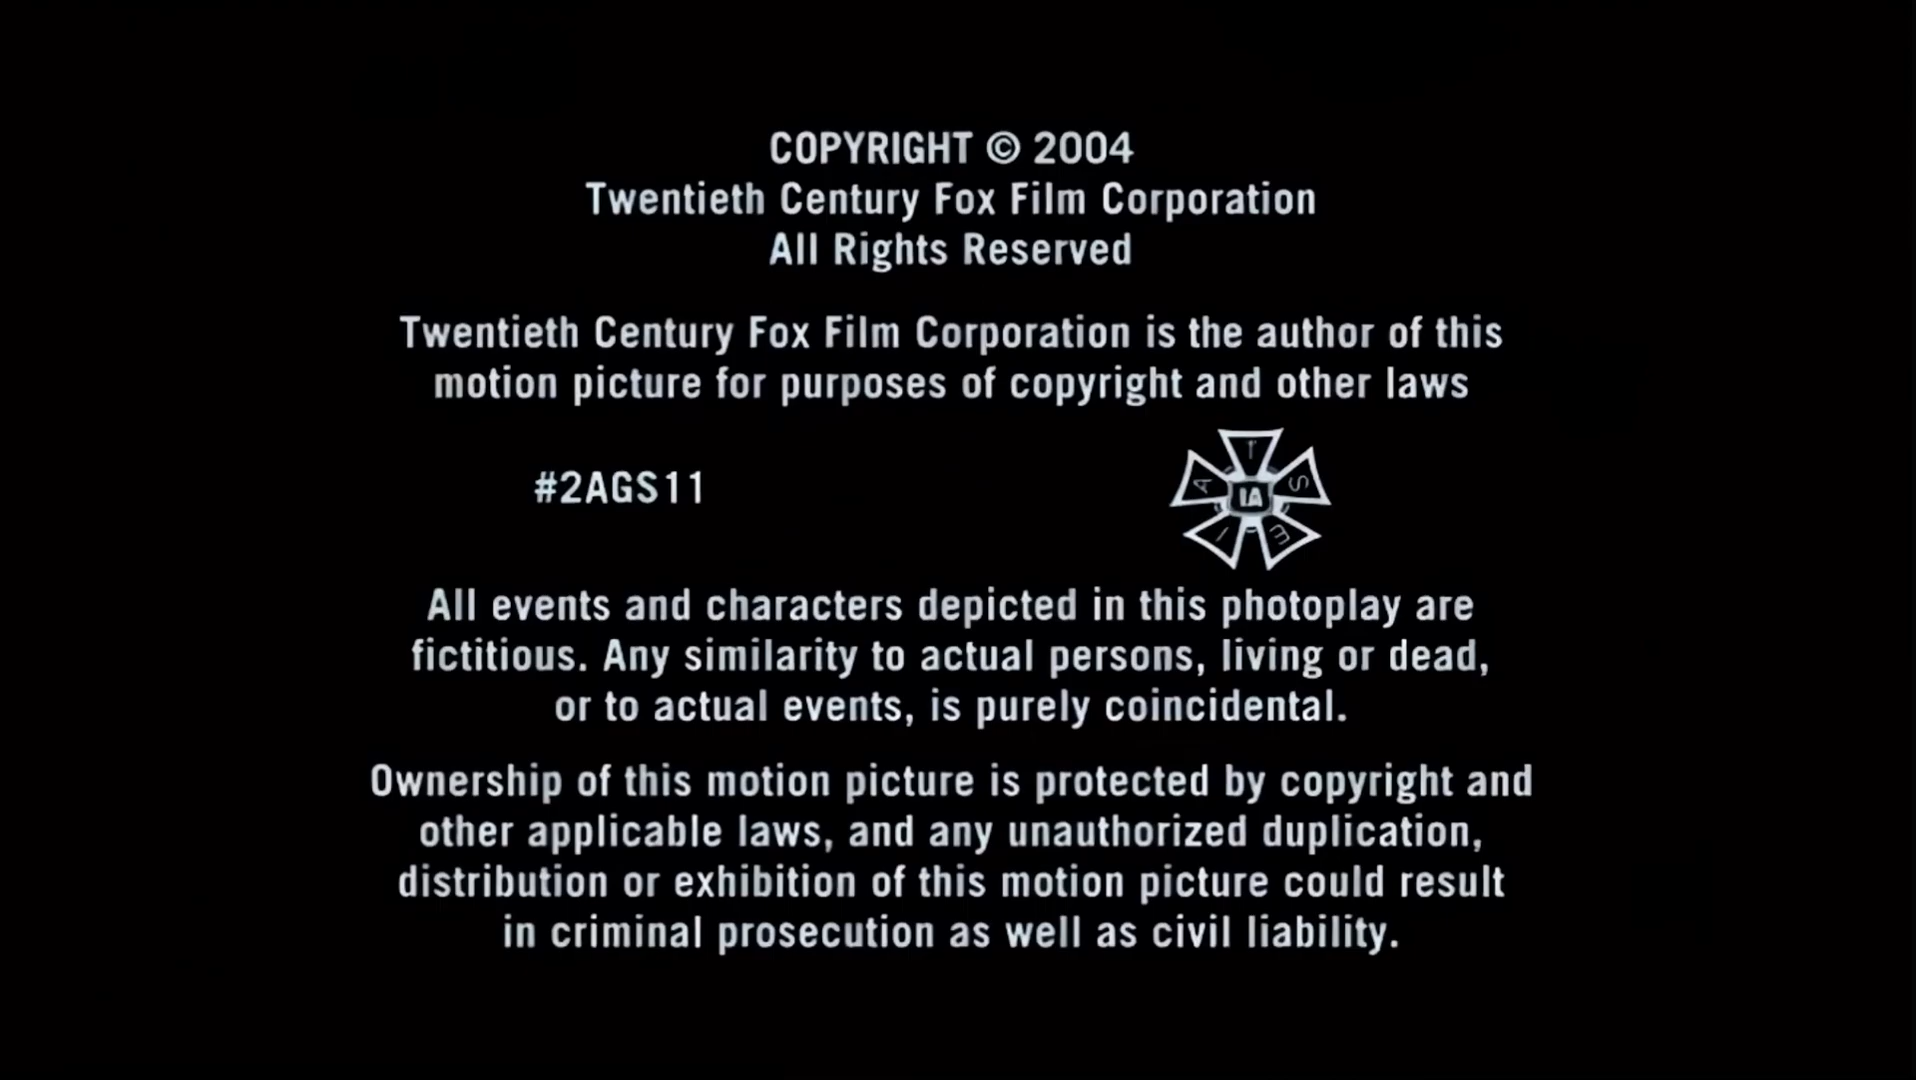 COPYRIGHT © 2004
Twentieth Century Fox Film Corporation
All Rights Reserved
Twentieth Century Fox Film Corporation is the author of this
motion picture for purposes of copyright and other laws
#2AGS11
I A T S E
IA
All events and characters depicted in this photoplay are
fictitious. Any similarity to actual persons, living or dead,
or to actual events, is purely coincidental.
Ownership of this motion picture is protected by copyright and
other applicable laws, and any unauthorized duplication,
distribution or exhibition of this motion picture could result
in criminal prosecution as well as civil liability.